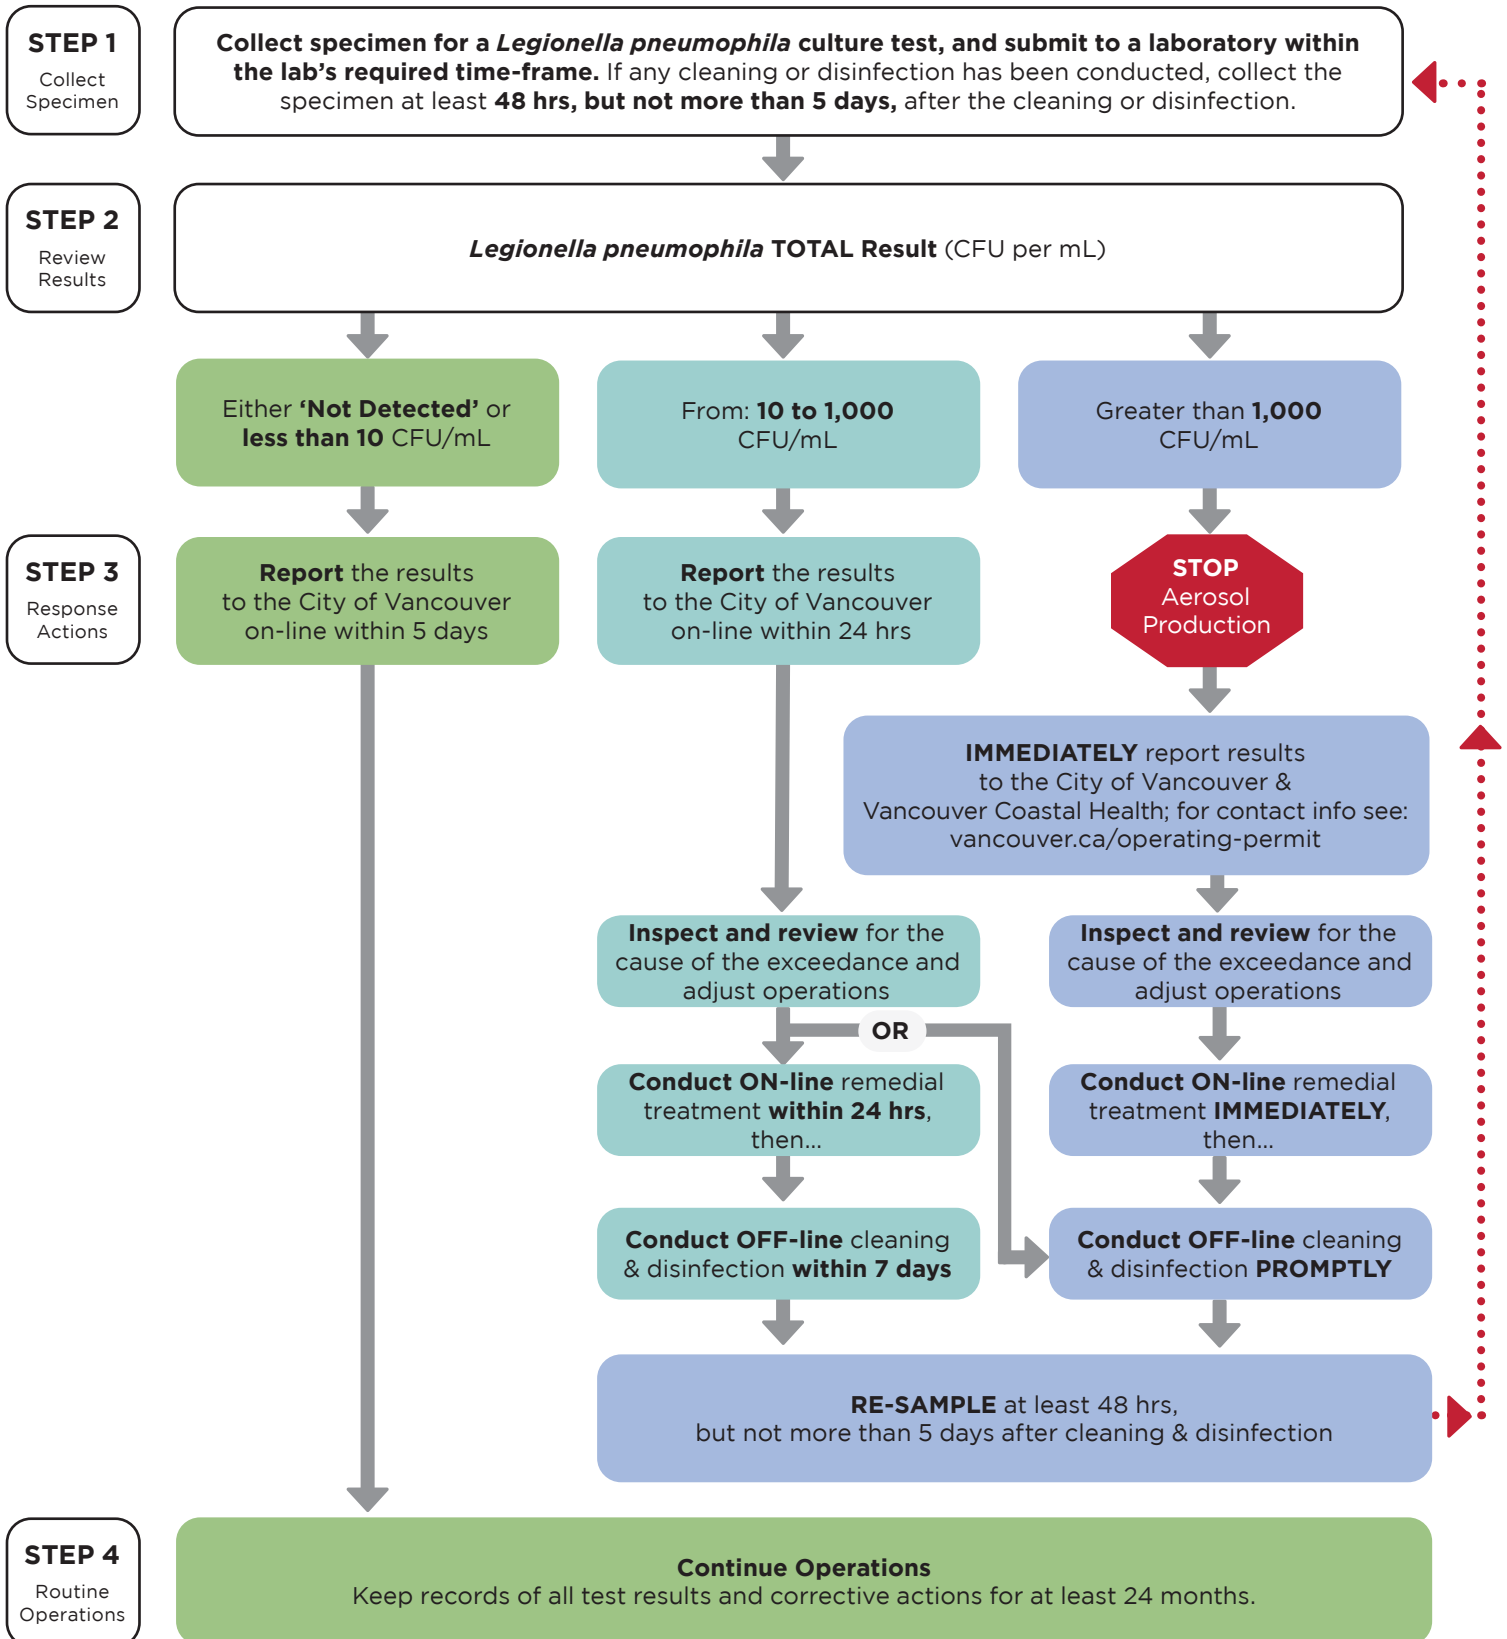 STEP 1
Collect
Specimen
Collect specimen for a Legionella pneumophila culture test, and submit to a laboratory within
the lab's required time-frame. If any cleaning or disinfection has been conducted, collect the
specimen at least 48 hrs, but not more than 5 days, after the cleaning or disinfection.
STEP 2
Review
Results
Legionella pneumophila TOTAL Result (CFU per mL)
Either ‘Not Detected’ or
less than 10 CFU/mL
From: 10 to 1,000
CFU/mL
Greater than 1,000
CFU/mL
STEP 3
Response
Actions
Report the results
to the City of Vancouver
on-line within 5 days
Report the results
to the City of Vancouver
on-line within 24 hrs
STOP
Aerosol
Production
IMMEDIATELY report results
to the City of Vancouver &
Vancouver Coastal Health; for contact info see:
vancouver.ca/operating-permit
Inspect and review for the
cause of the exceedance and
adjust operations
Inspect and review for the
cause of the exceedance and
adjust operations
OR
Conduct ON-line remedial
treatment within 24 hrs,
then...
Conduct ON-line remedial
treatment IMMEDIATELY,
then...
Conduct OFF-line cleaning
& disinfection within 7 days
Conduct OFF-line cleaning
& disinfection PROMPTLY
RE-SAMPLE at least 48 hrs,
but not more than 5 days after cleaning & disinfection
STEP 4
Routine
Operations
Continue Operations
Keep records of all test results and corrective actions for at least 24 months.